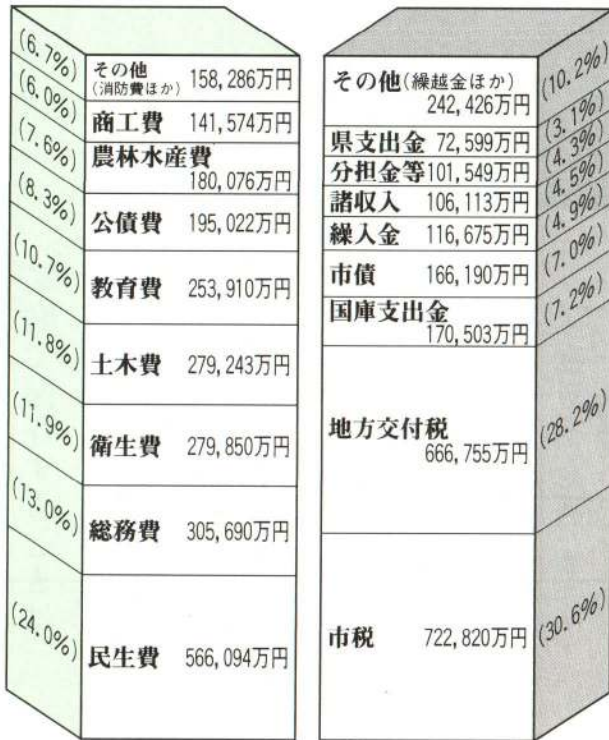 (6.7%)
その他
(消防費ほか) 158,286万円
(6.0%)
商工費 141,574万円
(7.6%)
農林水産費
180,076万円
(8.3%)
公債費 195,022万円
(10.7%)
教育費 253,910万円
(11.8%)
土木費 279,243万円
(11.9%)
衛生費 279,850万円
(13.0%)
総務費 305,690万円
(24.0%)
民生費 566,094万円
その他(繰越金ほか)
242,426万円
(10.2%)
県支出金 72,599万円
(3.1%)
分担金等 101,549万円
(4.3%)
諸収入 106,113万円
(4.5%)
繰入金 116,675万円
(4.9%)
市債 166,190万円
(7.0%)
国庫支出金
170,503万円
(7.2%)
地方交付税
666,755万円
(28.2%)
市税 722,820万円
(30.6%)